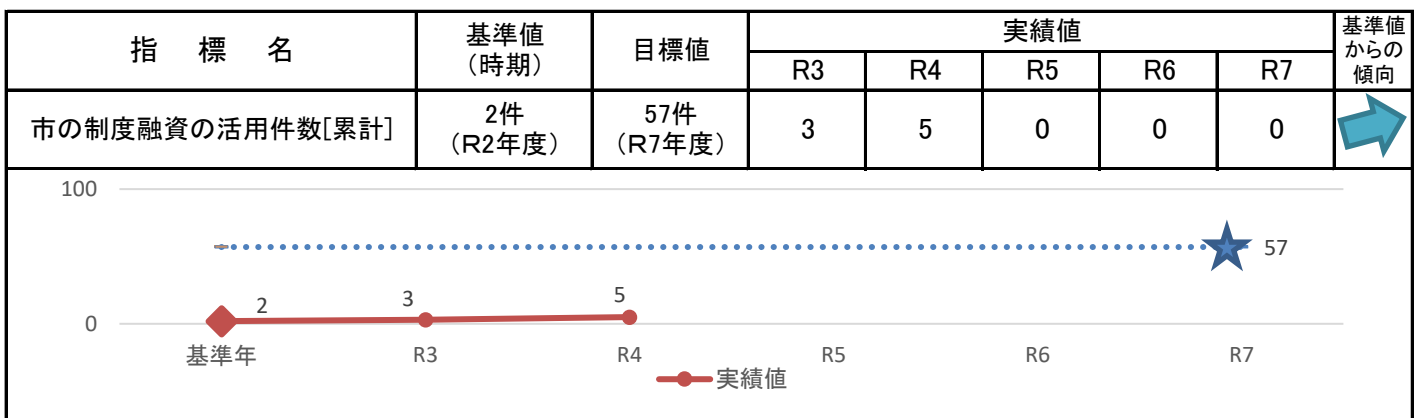 指 標 名 基準値 目標値 実績値 基準値
（時期） からの
R3 R4 R5 R6 R7 傾向
市の制度融資の活用件数[累計] 2件 57件 3 5 0 0 0
（R2年度） （R7年度）
100
57
2 3 5
0
基準年 R3 R4 R5 R6 R7
実績値